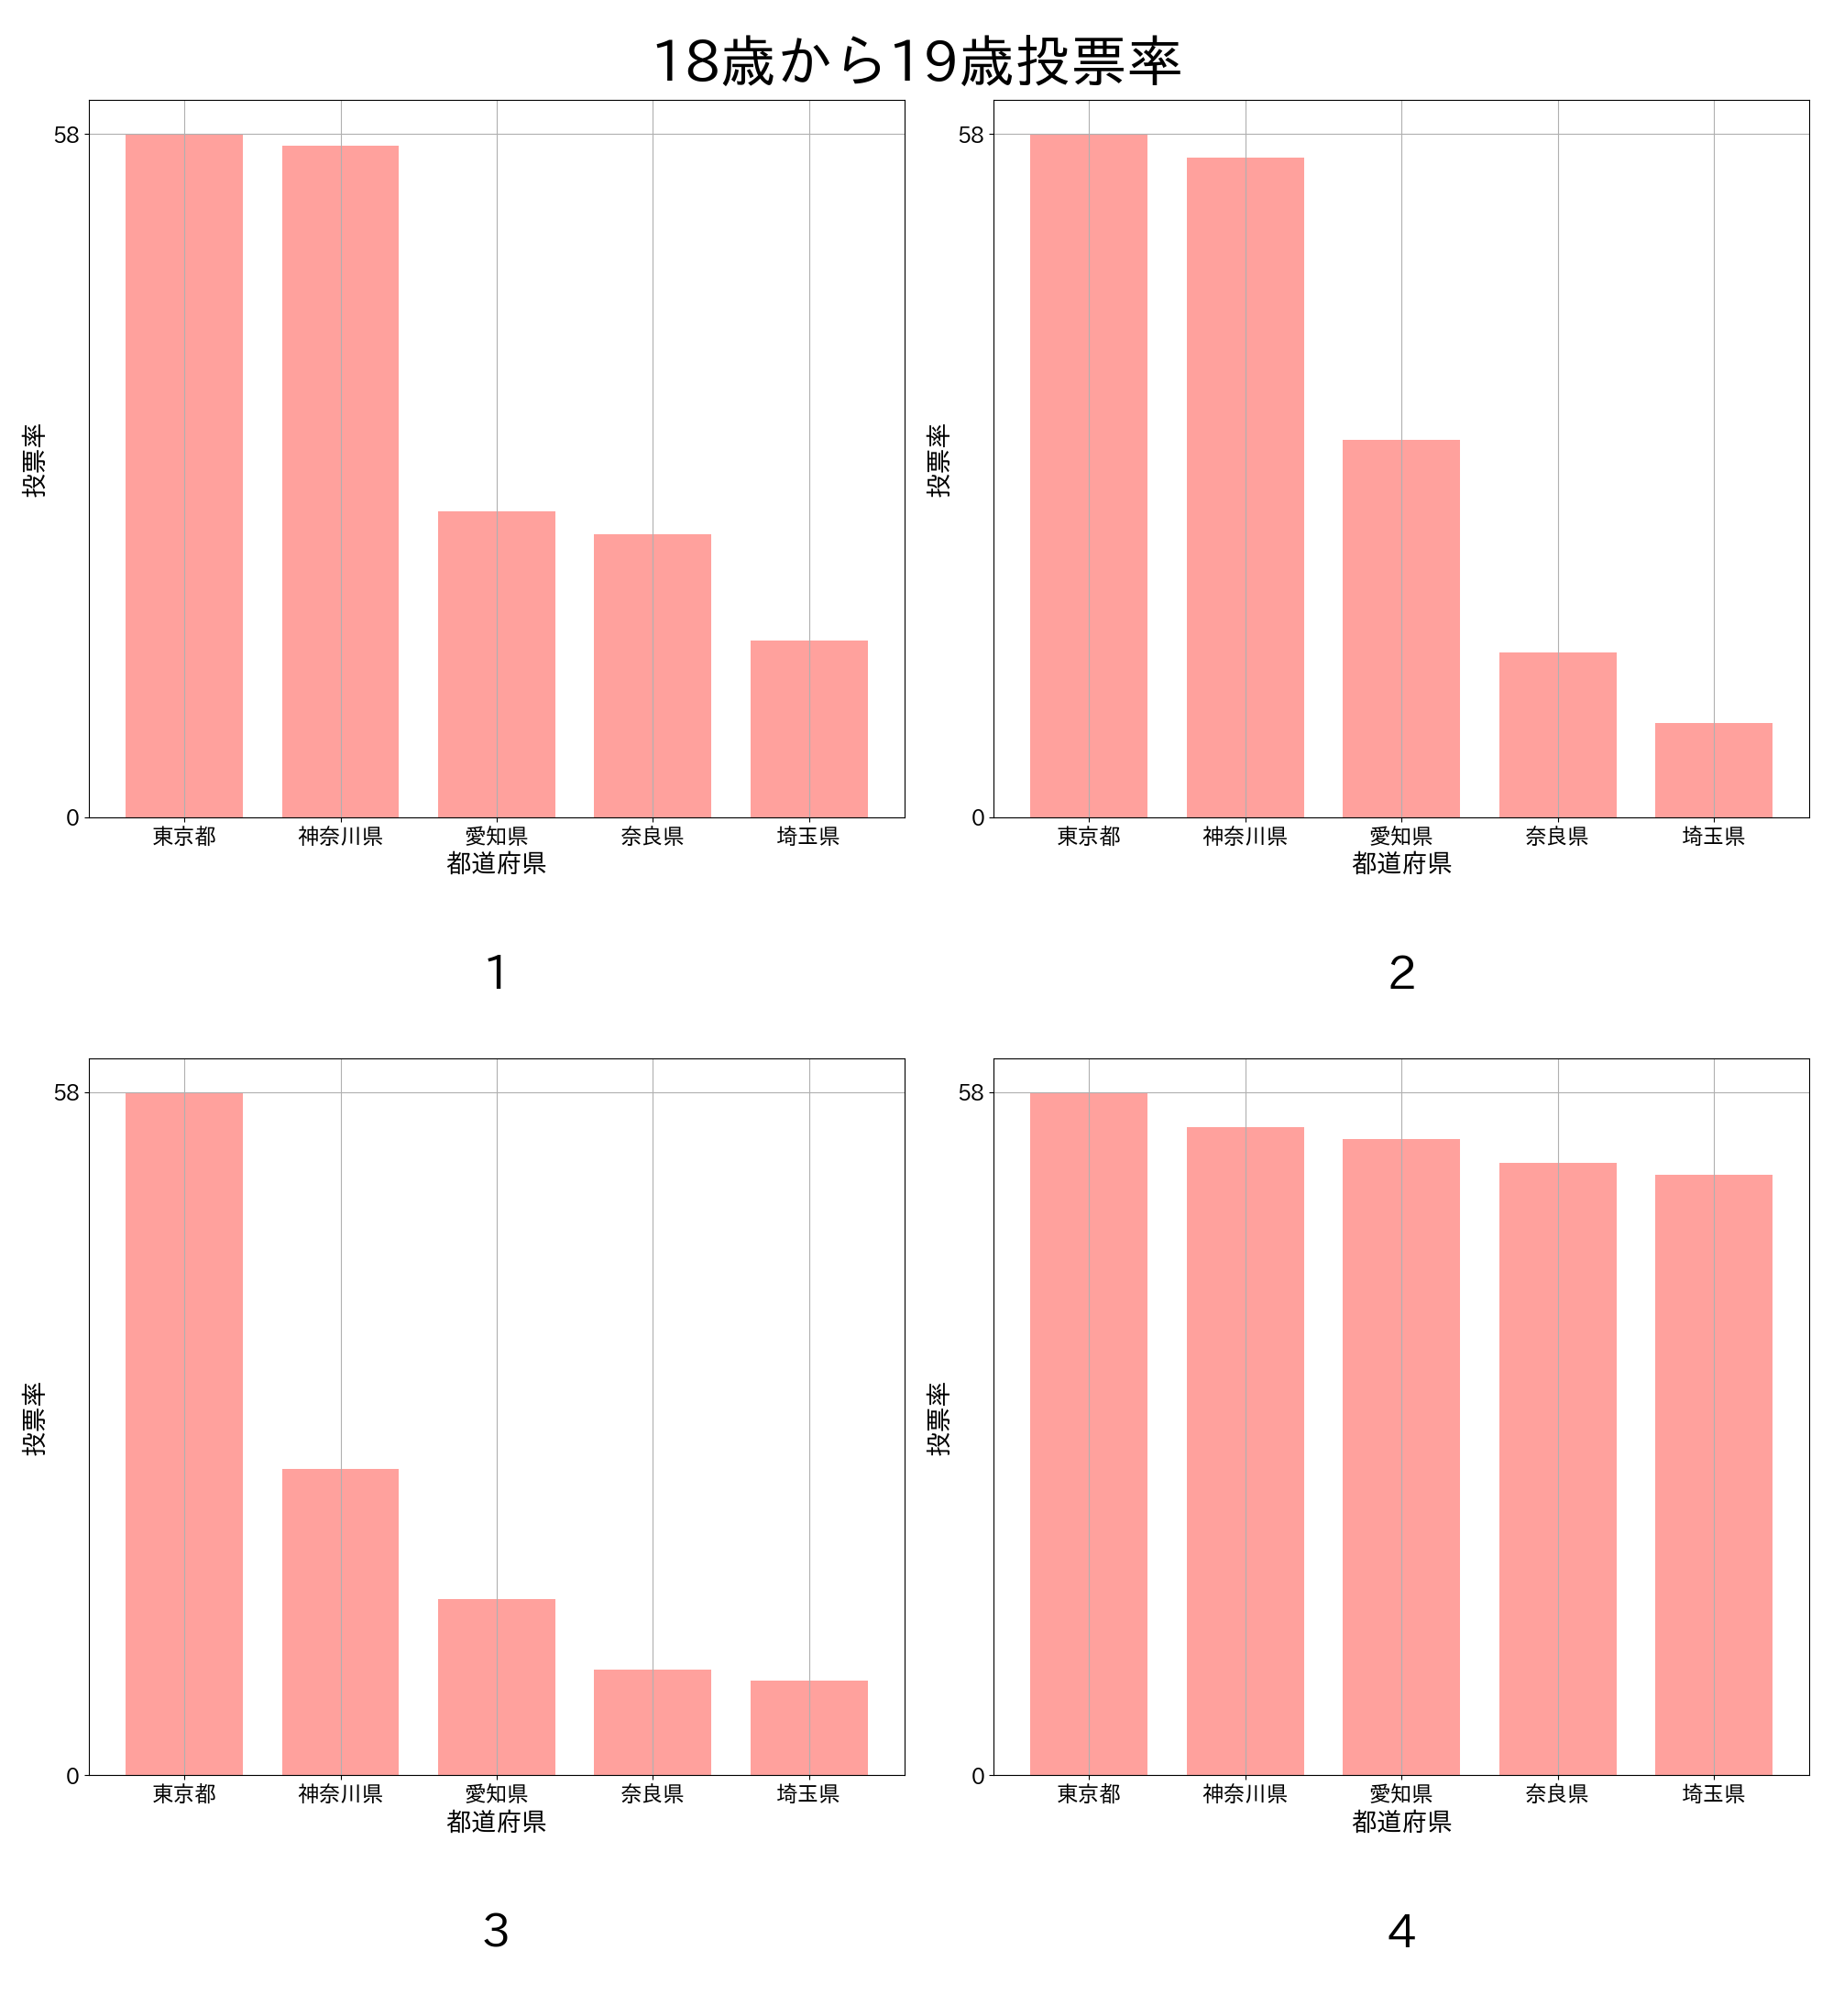 18歳から19歳投票率
58
0
投票率
東京都 神奈川県 愛知県 奈良県 埼玉県
都道府県
1
58
0
投票率
東京都 神奈川県 愛知県 奈良県 埼玉県
都道府県
2
58
0
投票率
東京都 神奈川県 愛知県 奈良県 埼玉県
都道府県
3
58
0
投票率
東京都 神奈川県 愛知県 奈良県 埼玉県
都道府県
4